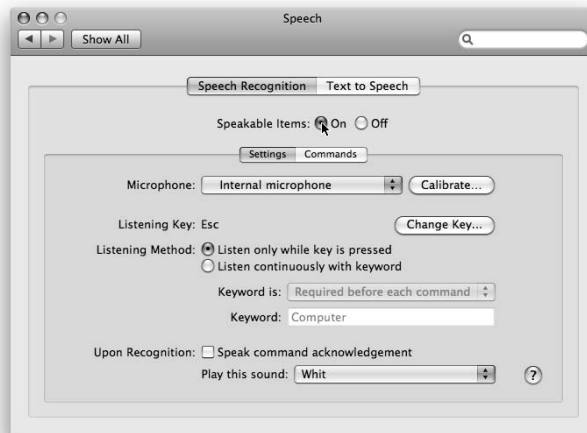 Speech
Show All
Speech Recognition Text to Speech
Speakable Items: On Off
Settings Commands
Microphone: Internal microphone Calibrate...
Listening Key: Esc Change Key...
Listening Method: Listen only while key is pressed
Listen continuously with keyword
Keyword is: Required before each command
Keyword: Computer
Upon Recognition: Speak command acknowledgement
Play this sound: Whit ?